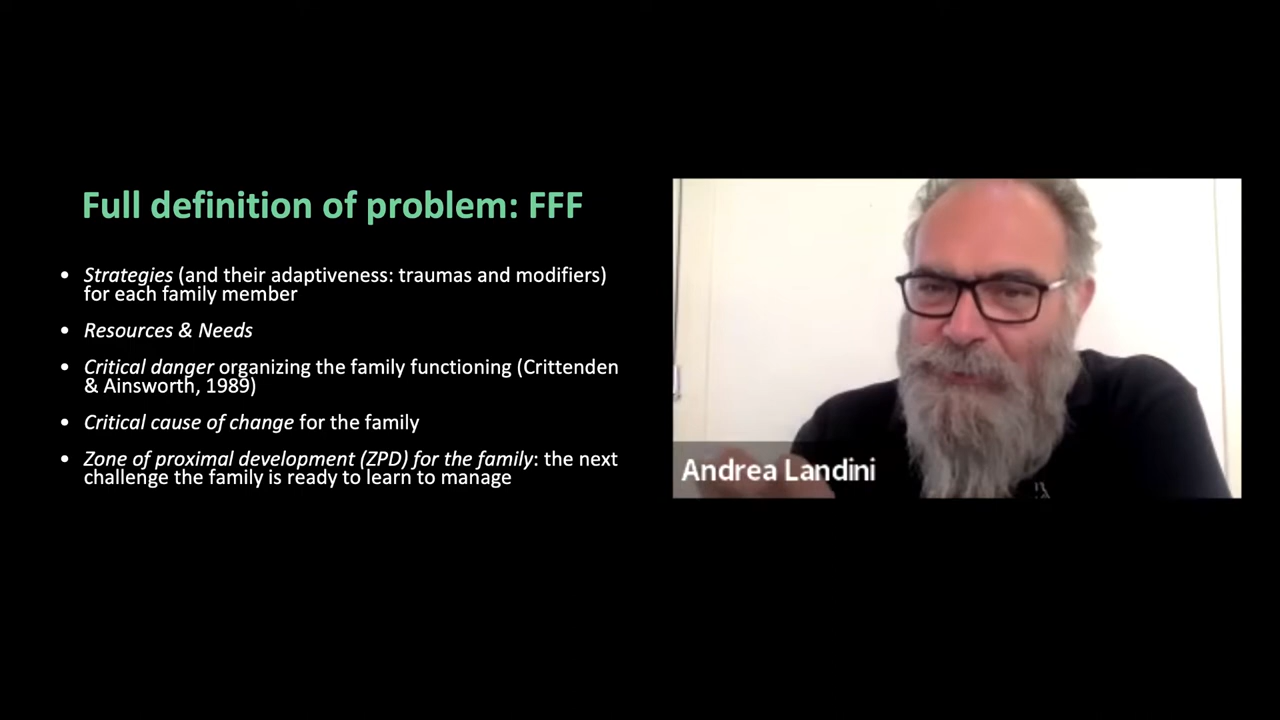 Full definition of problem: FFF
• Strategies (and their adaptiveness: traumas and modifiers)
for each family member
• Resources & Needs
• Critical danger organizing the family functioning (Crittenden
& Ainsworth, 1989)
• Critical cause of change for the family
• Zone of proximal development (ZPD) for the family: the next
challenge the family is ready to learn to manage
Andrea Landini